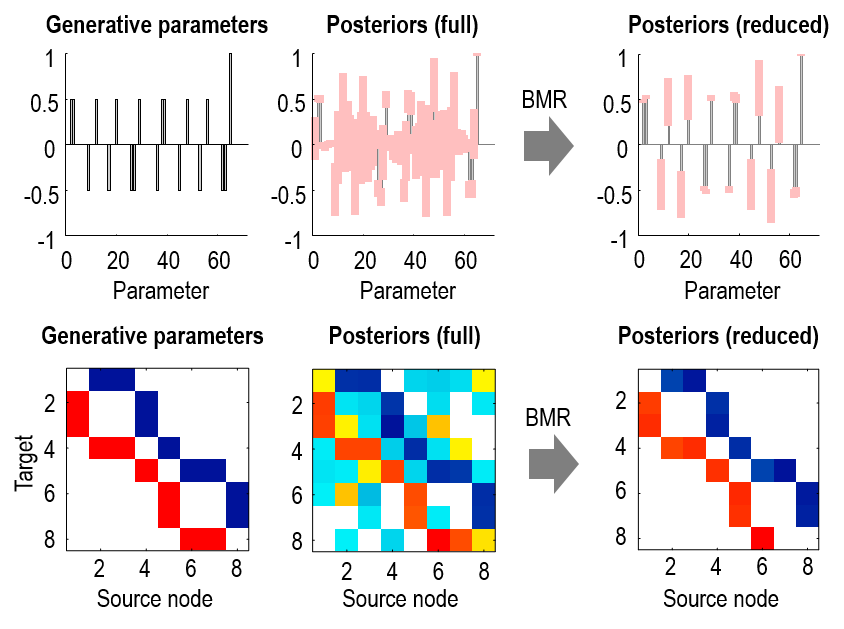 Generative parameters
Posteriors (full)
Posteriors (reduced)
1
0.5
0
-0.5
-1
0 20 40 60
Parameter
1
0.5
0
-0.5
-1
0 20 40 60
Parameter
BMR
1
0.5
0
-0.5
-1
0 20 40 60
Parameter
Generative parameters
Posteriors (full)
Posteriors (reduced)
Target
2
4
6
8
2 4 6 8
Source node
2
4
6
8
2 4 6 8
Source node
BMR
2
4
6
8
2 4 6 8
Source node